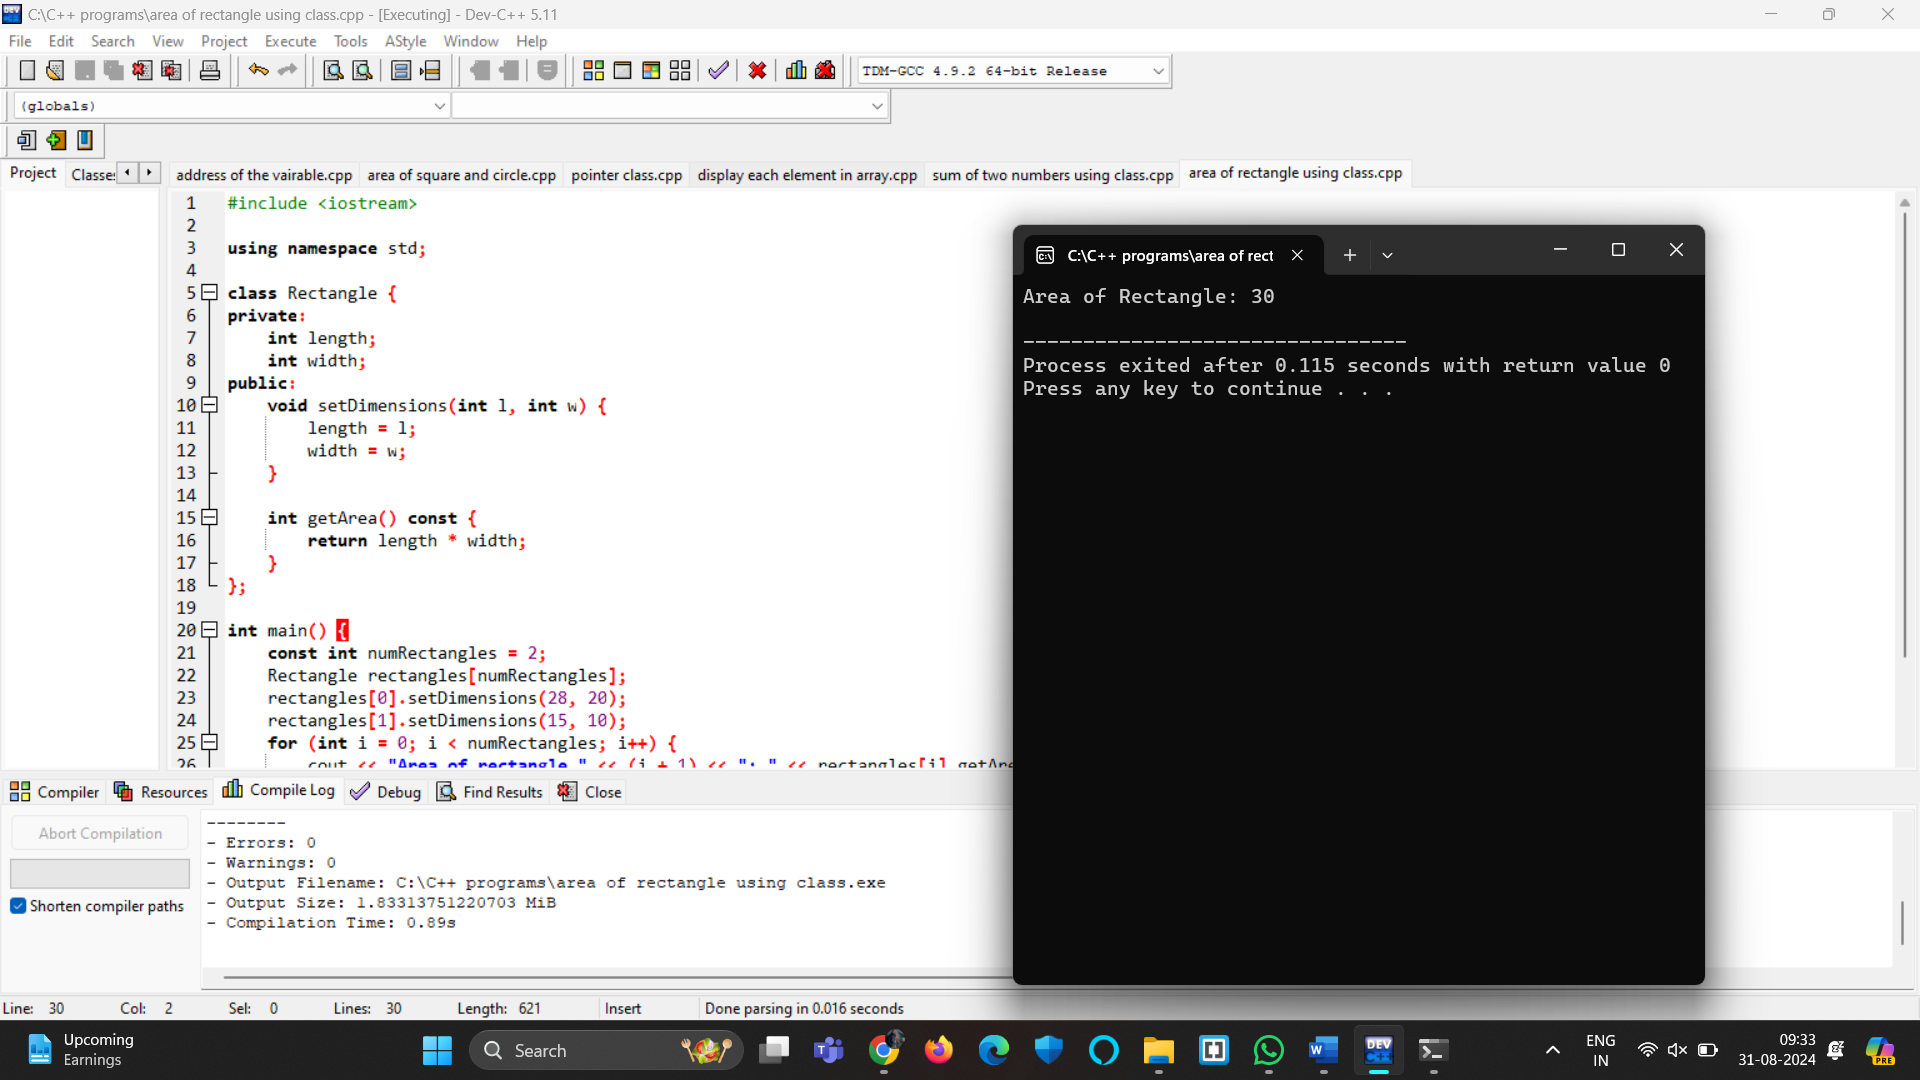 C:\C++ programs\area of rectangle using class.cpp - [Executing] - Dev-C++ 5.11
File Edit Search View Project Execute Tools AStyle Window Help
TDM-GCC 4.9.2 64-bit Release
(globals)
Project Classes
address of the vairable.cpp area of square and circle.cpp pointer class.cpp display each element in array.cpp sum of two numbers using class.cpp area of rectangle using class.cpp
1 #include <iostream>
2
3 using namespace std;
4
5 class Rectangle {
6 private:
7 int length;
8 int width;
9 public:
10 void setDimensions(int l, int w) {
11 length = l;
12 width = w;
13 }
14
15 int getArea() const {
16 return length * width;
17 }
18 };
19
20 int main() {
21 const int numRectangles = 2;
22 Rectangle rectangles[numRectangles];
23 rectangles[0].setDimensions(28, 20);
24 rectangles[1].setDimensions(15, 10);
25 for (int i = 0; i < numRectangles; i++) {
26 cout << "Area of rectangle " << (i + 1) << ": " << rectangles[i].getAre
C:\C++ programs\area of rect
Area of Rectangle: 30
--------------------------------
Process exited after 0.115 seconds with return value 0
Press any key to continue . . .
Compiler Resources Compile Log Debug Find Results Close
Abort Compilation
Shorten compiler paths
--------
- Errors: 0
- Warnings: 0
- Output Filename: C:\C++ programs\area of rectangle using class.exe
- Output Size: 1.83313751220703 MiB
- Compilation Time: 0.89s
Line: 30 Col: 2 Sel: 0 Lines: 30 Length: 621 Insert Done parsing in 0.016 seconds
Upcoming
Earnings
Search
DEV
ENG
IN
09:33
31-08-2024
PRE